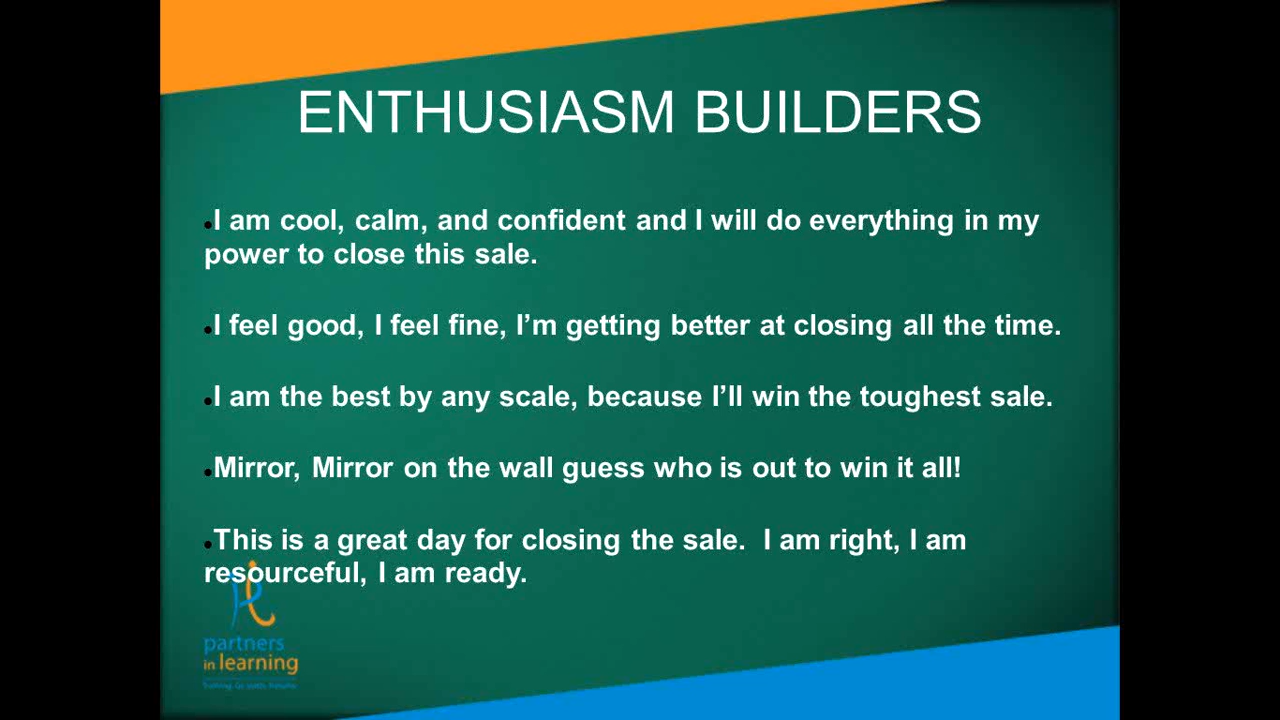 ENTHUSIASM BUILDERS
•I am cool, calm, and confident and I will do everything in my
power to close this sale.
•I feel good, I feel fine, I’m getting better at closing all the time.
•I am the best by any scale, because I’ll win the toughest sale.
•Mirror, Mirror on the wall guess who is out to win it all!
•This is a great day for closing the sale.  I am right, I am
resourceful, I am ready.
partners
in learning